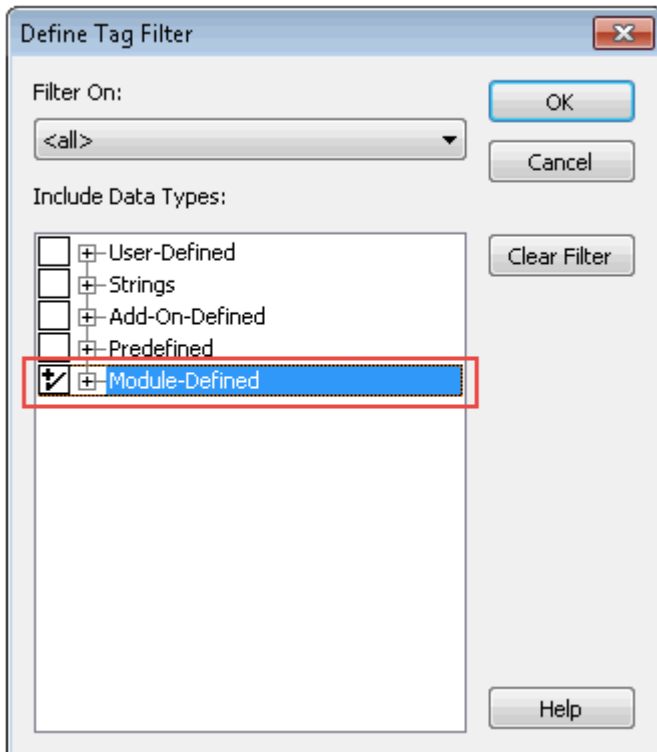 Define Tag Filter
Filter On:
<all>
OK
Cancel
Include Data Types:
Clear Filter
User-Defined
Strings
Add-On-Defined
Predefined
Module-Defined
Help